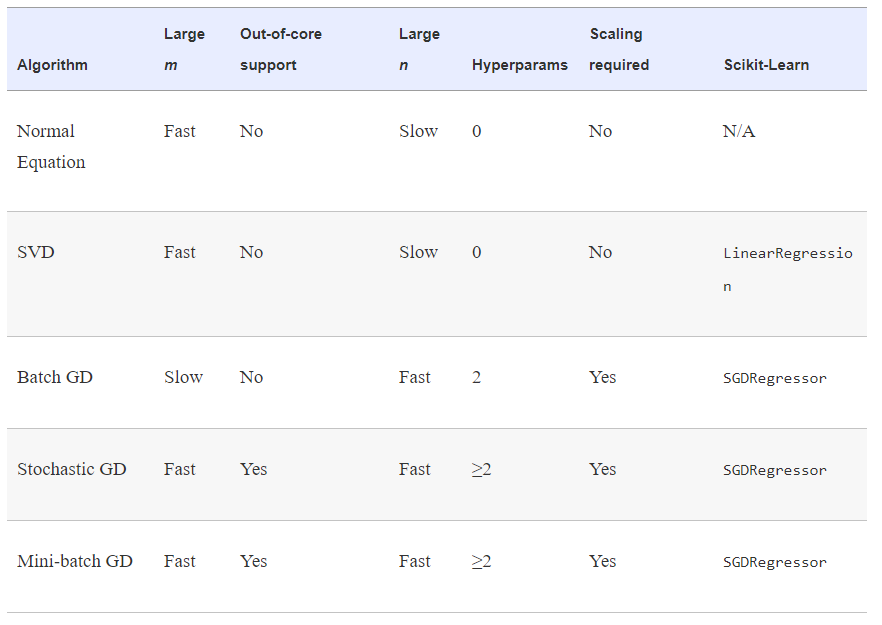 Algorithm Large m Out-of-core support Large n Hyperparams Scaling required Scikit-Learn
Normal Equation Fast No Slow 0 No N/A
SVD Fast No Slow 0 No LinearRegression
Batch GD Slow No Fast 2 Yes SGDRegressor
Stochastic GD Fast Yes Fast ≥2 Yes SGDRegressor
Mini-batch GD Fast Yes Fast ≥2 Yes SGDRegressor